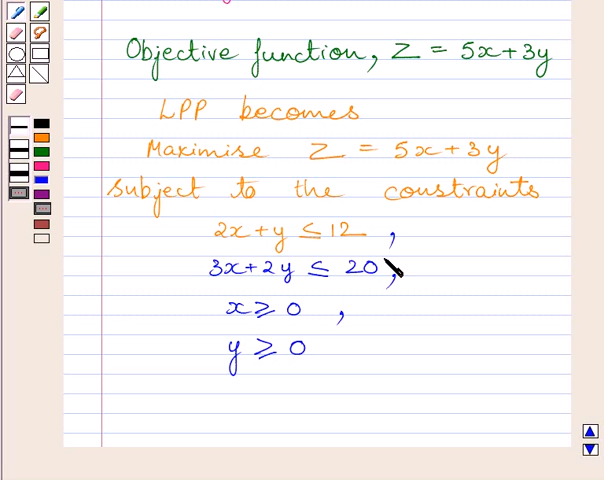 Objective function, Z = 5x+3y
LPP becomes
Maximise Z = 5x+3y
subject to the constraints
2x+y ≤ 12 ,
3x+2y ≤ 20 ,
x ≥ 0 ,
y ≥ 0